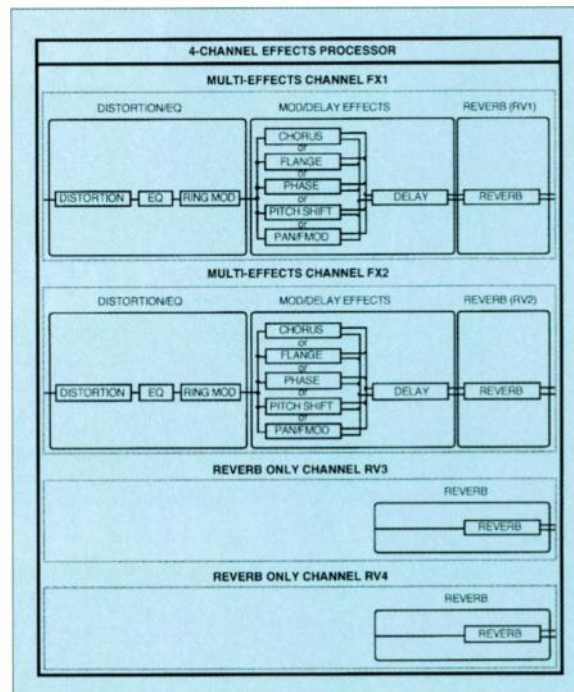 4-CHANNEL EFFECTS PROCESSOR
MULTI-EFFECTS CHANNEL FX1
DISTORTION/EQ MOD/DELAY EFFECTS REVERB (RV1)
CHORUS
or
FLANGE
or
PHASE
or
PITCH SHIFT
or
PAN/FMOD
DISTORTION EQ RING MOD DELAY REVERB
MULTI-EFFECTS CHANNEL FX2
DISTORTION/EQ MOD/DELAY EFFECTS REVERB (RV2)
CHORUS
or
FLANGE
or
PHASE
or
PITCH SHIFT
or
PAN/FMOD
DISTORTION EQ RING MOD DELAY REVERB
REVERB ONLY CHANNEL RV3
REVERB
REVERB
REVERB ONLY CHANNEL RV4
REVERB
REVERB